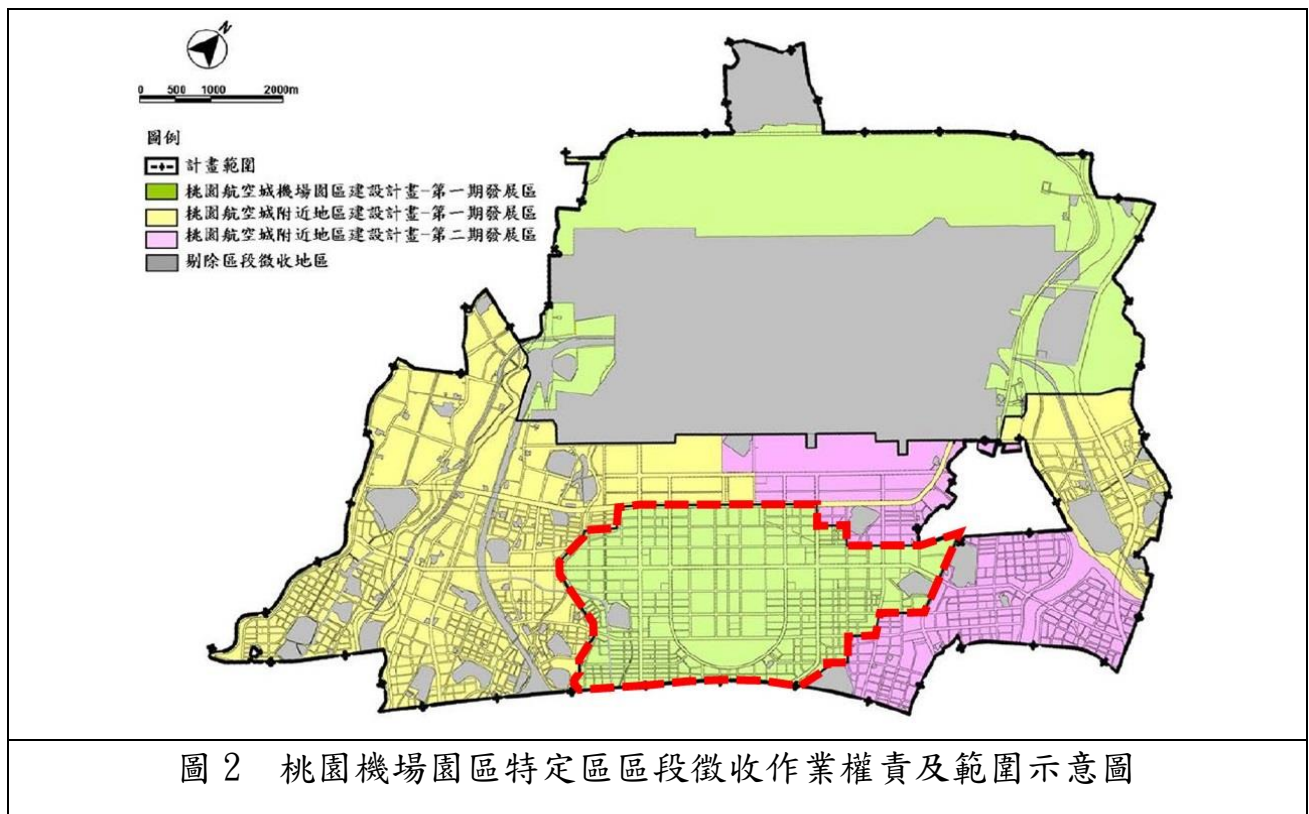 N
0 500 1000 2000m
圖例
計畫範圍
桃園航空城機場園區建設計畫-第一期發展區
桃園航空城附近地區建設計畫-第一期發展區
桃園航空城附近地區建設計畫-第二期發展區
剔除區段徵收地區
圖 2 桃園機場園區特定區區段徵收作業權責及範圍示意圖